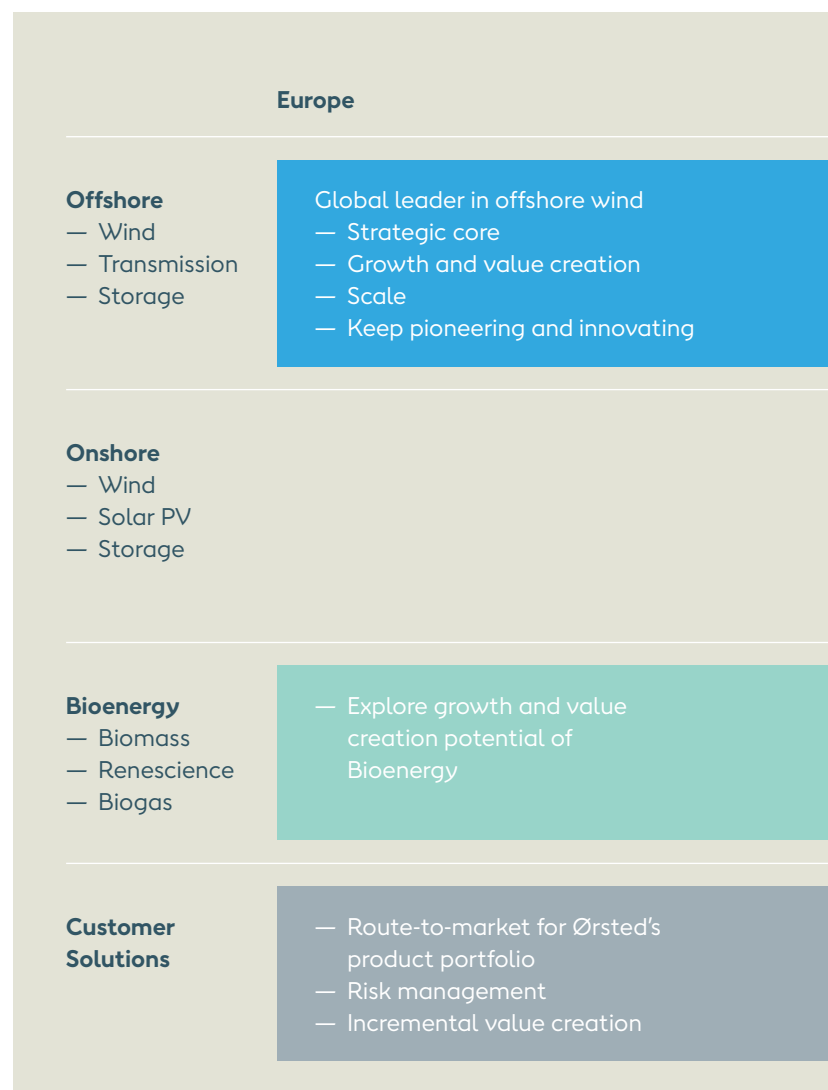 Europe
Offshore
— Wind
— Transmission
— Storage
Global leader in offshore wind
— Strategic core
— Growth and value creation
— Scale
— Keep pioneering and innovating
Onshore
— Wind
— Solar PV
— Storage
Bioenergy
— Biomass
— Renescience
— Biogas
— Explore growth and value
creation potential of
Bioenergy
Customer
Solutions
— Route-to-market for Ørsted’s
product portfolio
— Risk management
— Incremental value creation